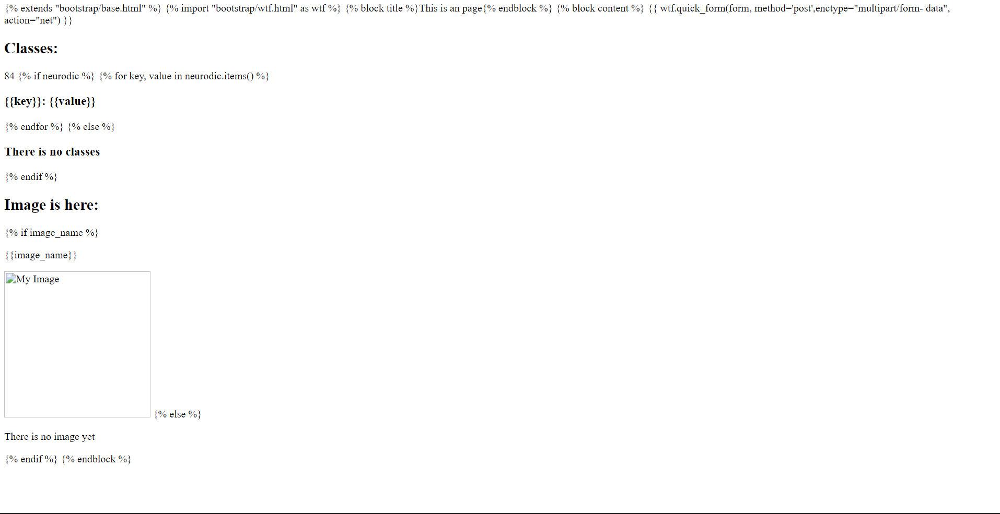 {% extends "bootstrap/base.html" %} {% import "bootstrap/wtf.html" as wtf %} {% block title %}This is an page{% endblock %} {% block content %} {{ wtf.quick_form(form, method='post',enctype="multipart/form- data",
action="net") }}
Classes:
84 {% if neurodic %} {% for key, value in neurodic.items() %}
{{key}}: {{value}}
{% endfor %} {% else %}
There is no classes
{% endif %}
Image is here:
{% if image_name %}
{{image_name}}
My Image
{% else %}
There is no image yet
{% endif %} {% endblock %}